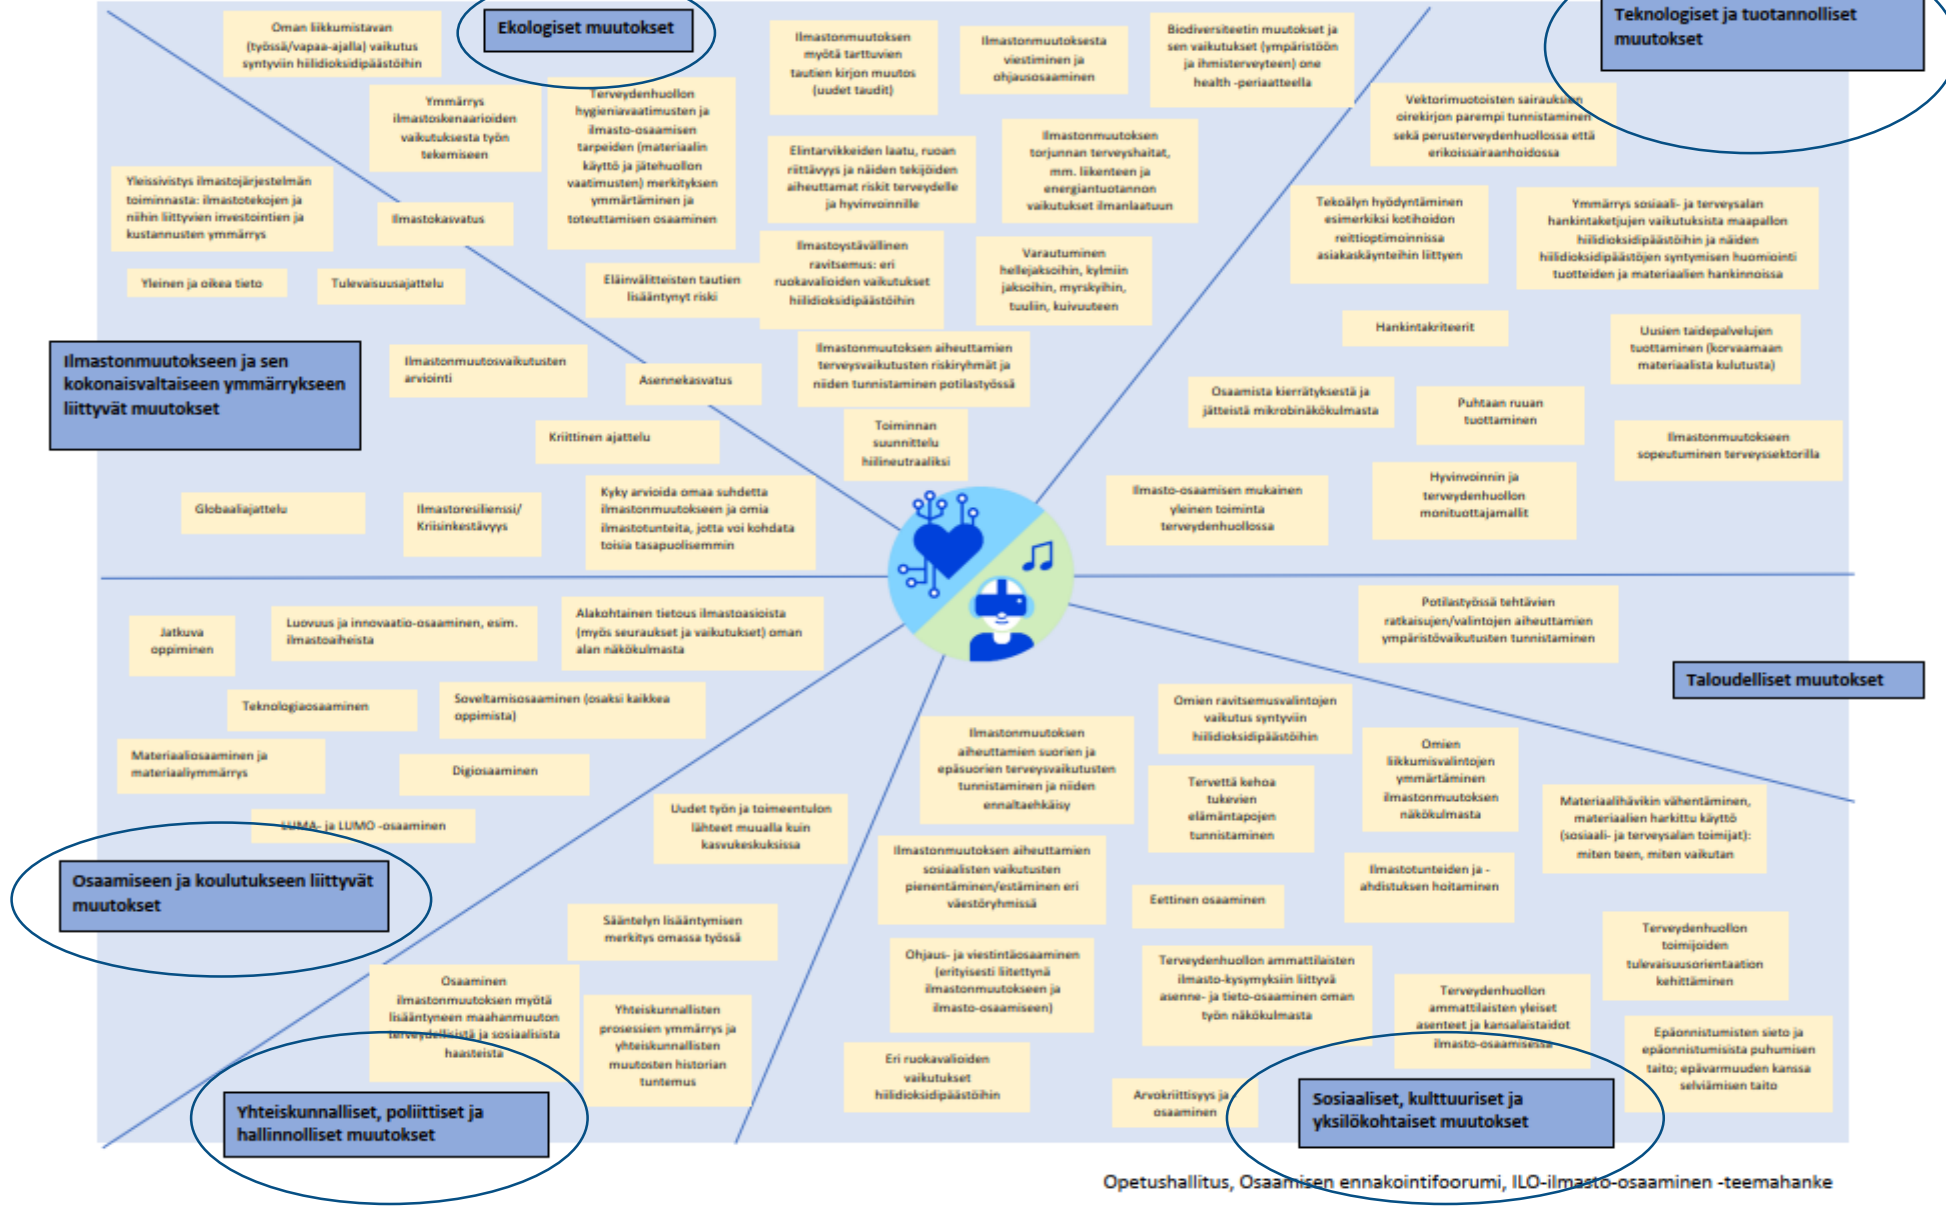 Ekologiset muutokset
Oman liikkumistavan
(työssä/vapaa-ajalla) vaikutus
syntyviin hiilidioksidipäästöihin
Ymmärrys
ilmastoskenaarioiden
vaikutuksesta työn
tekemiseen
Terveydenhuollon
hygieniavaatimusten ja
ilmasto-osaamisen
tarpeiden (materiaalin
käyttö ja jätehuollon
vaatimusten) merkityksen
ymmärtäminen ja
toteuttamisen osaaminen
Ilmastonmuutoksen
myötä tarttuvien
tautien kirjon muutos
(uudet taudit)
Ilmastonmuutoksesta
viestiminen ja
ohjausosaaminen
Biodiversiteetin muutokset ja
sen vaikutukset (ympäristöön
ja ihmisterveyteen) one
health -periaatteella
Elintarvikkeiden laatu, ruoan
riittävyys ja näiden tekijöiden
aiheuttamat riskit terveydelle
ja hyvinvoinnille
Ilmastonmuutoksen
torjunnan terveyshaitat,
mm. liikenteen ja
energiantuotannon
vaikutukset ilmanlaatuun
Ilmastokasvatus
Eläinvälitteisten tautien
lisääntynyt riski
Ilmastoystävällinen
ravitsemus: eri
ruokavalioiden vaikutukset
hiilidioksidipäästöihin
Varautuminen
hellejaksoihin, kylmiin
jaksoihin, myrskyihin,
tuuliin, kuivuuteen
Ilmastonmuutoksen aiheuttamien
terveysvaikutusten riskiryhmät ja
niiden tunnistaminen potilastyössä
Asennekasvatus
Toiminnan
suunnittelu
hiilineutraaliksi
Teknologiset ja tuotannolliset
muutokset
Vektorimuotoisten sairauksien
oirekirjon parempi tunnistaminen
sekä perusterveydenhuollossa että
erikoissairaanhoidossa
Tekoälyn hyödyntäminen
esimerkiksi kotihoidon
reittioptimoinnissa
asiakaskäynteihin liittyen
Ymmärrys sosiaali- ja terveysalan
hankintaketjujen vaikutuksista maapallon
hiilidioksidipäästöihin ja näiden
hiilidioksidipäästöjen syntymisen huomiointi
tuotteiden ja materiaalien hankinnoissa
Hankintakriteerit
Uusien taidepalvelujen
tuottaminen (korvaamaan
materiaalista kulutusta)
Osaamista kierrätyksestä ja
jätteistä mikrobinäkökulmasta
Puhtaan ruuan
tuottaminen
Ilmastonmuutokseen
sopeutuminen terveyssektorilla
Ilmasto-osaamisen mukainen
yleinen toiminta
terveydenhuollossa
Hyvinvoinnin ja
terveydenhuollon
monituottajamallit
Yleissivistys ilmastojärjestelmän
toiminnasta: ilmastotekojen ja
niihin liittyvien investointien ja
kustannusten ymmärrys
Yleinen ja oikea tieto
Tulevaisuusajattelu
Ilmastonmuutokseen ja sen
kokonaisvaltaiseen ymmärrykseen
liittyvät muutokset
Ilmastonmuutosvaikutusten
arviointi
Kriittinen ajattelu
Globaaliajattelu
Ilmastoresilienssi/
Kriisinkestävyys
Kyky arvioida omaa suhdetta
ilmastonmuutokseen ja omia
ilmastotunteita, jotta voi kohdata
toisia tasapuolisemmin
Jatkuva
oppiminen
Luovuus ja innovaatio-osaaminen, esim.
ilmastoaiheista
Alakohtainen tietous ilmastoasioista
(myös seuraukset ja vaikutukset) oman
alan näkökulmasta
Teknologiaosaaminen
Soveltamisosaaminen (osaksi kaikkea
oppimista)
Materiaaliosaaminen ja
materiaaliymmärrys
Digiosaaminen
LUMA- ja LUMO -osaaminen
Osaamiseen ja koulutukseen liittyvät
muutokset
Uudet työn ja toimeentulon
lähteet muualla kuin
kasvukeskuksissa
Sääntelyn lisääntymisen
merkitys omassa työssä
Osaaminen
ilmastonmuutoksen myötä
lisääntyneen maahanmuuton
terveydellisistä ja sosiaalisista
haasteista
Yhteiskunnallisten
prosessien ymmärrys ja
yhteiskunnallisten
muutosten historian
tuntemus
Yhteiskunnalliset, poliittiset ja
hallinnolliset muutokset
Potilastyössä tehtävien
ratkaisujen/valintojen aiheuttamien
ympäristövaikutusten tunnistaminen
Taloudelliset muutokset
Omien ravitsemusvalintojen
vaikutus syntyviin
hiilidioksidipäästöihin
Ilmastonmuutoksen
aiheuttamien suorien ja
epäsuorien terveysvaikutusten
tunnistaminen ja niiden
ennaltaehkäisy
Tervettä kehoa
tukevien
elämäntapojen
tunnistaminen
Omien
liikkumisvalintojen
ymmärtäminen
ilmastonmuutoksen
näkökulmasta
Materiaalihävikin vähentäminen,
materiaalien harkittu käyttö
(sosiaali- ja terveysalan toimijat):
miten teen, miten vaikutan
Ilmastonmuutoksen aiheuttamien
sosiaalisten vaikutusten
pienentäminen/estäminen eri
väestöryhmissä
Eettinen osaaminen
Ilmastotunteiden ja -
ahdistuksen hoitaminen
Ohjaus- ja viestintäosaaminen
(erityisesti liitettynä
ilmastonmuutokseen ja
ilmasto-osaamiseen)
Terveydenhuollon ammattilaisten
ilmasto-kysymyksiin liittyvä
asenne- ja tieto-osaaminen oman
työn näkökulmasta
Terveydenhuollon
ammattilaisten yleiset
asenteet ja kansalaistaidot
ilmasto-osaamisessa
Terveydenhuollon
toimijoiden
tulevaisuusorientaation
kehittäminen
Eri ruokavalioiden
vaikutukset
hiilidioksidipäästöihin
Arvokriittisyys ja
osaaminen
Epäonnistumisten sieto ja
epäonnistumisista puhumisen
taito; epävarmuuden kanssa
selviämisen taito
Sosiaaliset, kulttuuriset ja
yksilökohtaiset muutokset
Opetushallitus, Osaamisen ennakointifoorumi, ILO-ilmasto-osaaminen -teemahanke